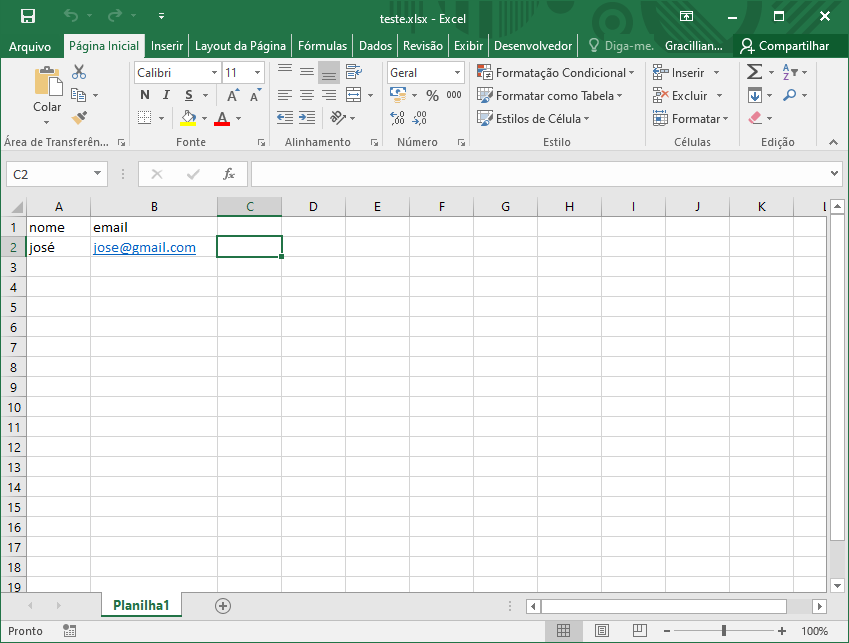 teste.xlsx - Excel
Arquivo Página Inicial Inserir Layout da Página Fórmulas Dados Revisão Exibir Desenvolvedor Diga-me. Gracillian... Compartilhar
Colar
Calibri 11
N I S A A
A
Geral
% 000
Formatação Condicional
Formatar como Tabela
Estilos de Célula
Inserir
Excluir
Formatar
Área de Transferên... Fonte Alinhamento Número Estilo Células Edição
C2 fx
A B C D E F G H I J K L
1 nome email
2 josé jose@gmail.com
3
4
5
6
7
8
9
10
11
12
13
14
15
16
17
18
19
Planilha1
Pronto 100%